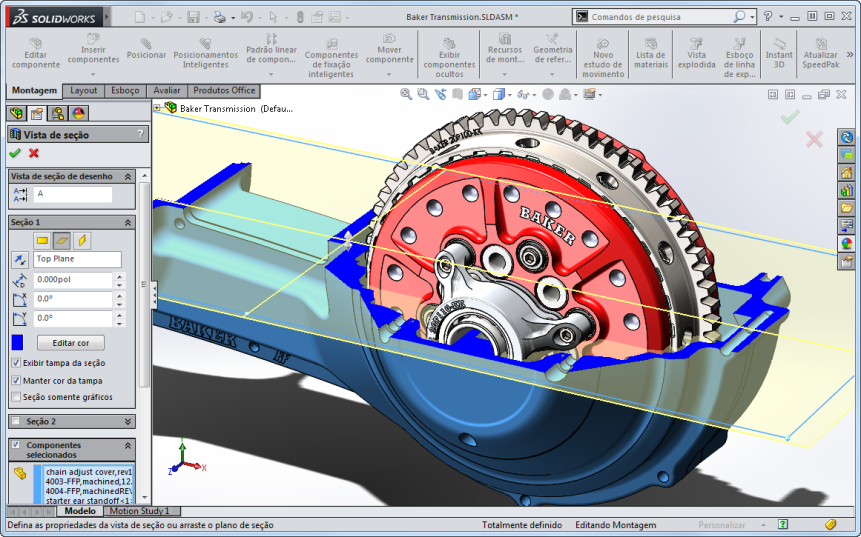 SOLIDWORKS
Baker Transmission.SLDASM *
Comandos de pesquisa
Editar componente
Inserir componentes
Posicionar
Posicionamentos Inteligentes
Padrão linear de compon...
Componentes de fixação inteligentes
Mover componente
Exibir componentes ocultos
Recursos de mont...
Geometria de refer...
Novo estudo de movimento
Lista de materiais
Vista explodida
Esboço de linha de exp...
Instant 3D
Atualizar SpeedPak
Montagem
Layout
Esboço
Avaliar
Produtos Office
Baker Transmission (Defau...
Vista de seção
?
Vista de seção de desenho
A
Seção 1
Top Plane
0.000pol
0.0°
0.0°
Editar cor
Exibir tampa da seção
Manter cor da tampa
Seção somente gráficos
Seção 2
Componentes selecionados
chain adjust cover,rev1
4003-FFP,machined,12.
4004-FFP,machinedREV
starter ear standoff<1>
BAKER
BAKER
FF
X
Y
Z
Modelo
Motion Study 1
Defina as propriedades da vista de seção ou arraste o plano de seção
Totalmente definido
Editando Montagem
Personalizar